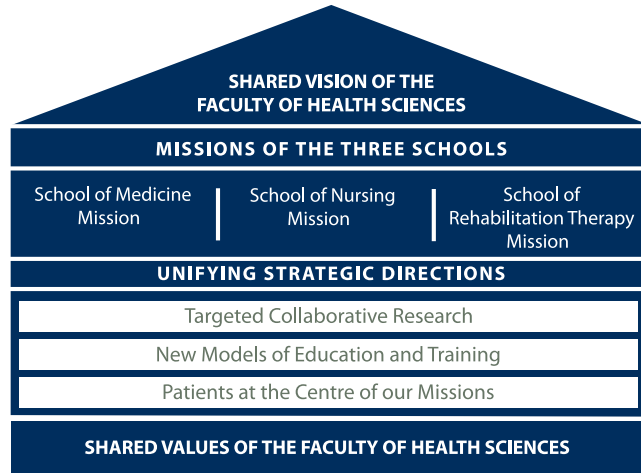 SHARED VISION OF THE
FACULTY OF HEALTH SCIENCES
MISSIONS OF THE THREE SCHOOLS
School of Medicine
Mission
School of Nursing
Mission
School of
Rehabilitation Therapy
Mission
UNIFYING STRATEGIC DIRECTIONS
Targeted Collaborative Research
New Models of Education and Training
Patients at the Centre of our Missions
SHARED VALUES OF THE FACULTY OF HEALTH SCIENCES